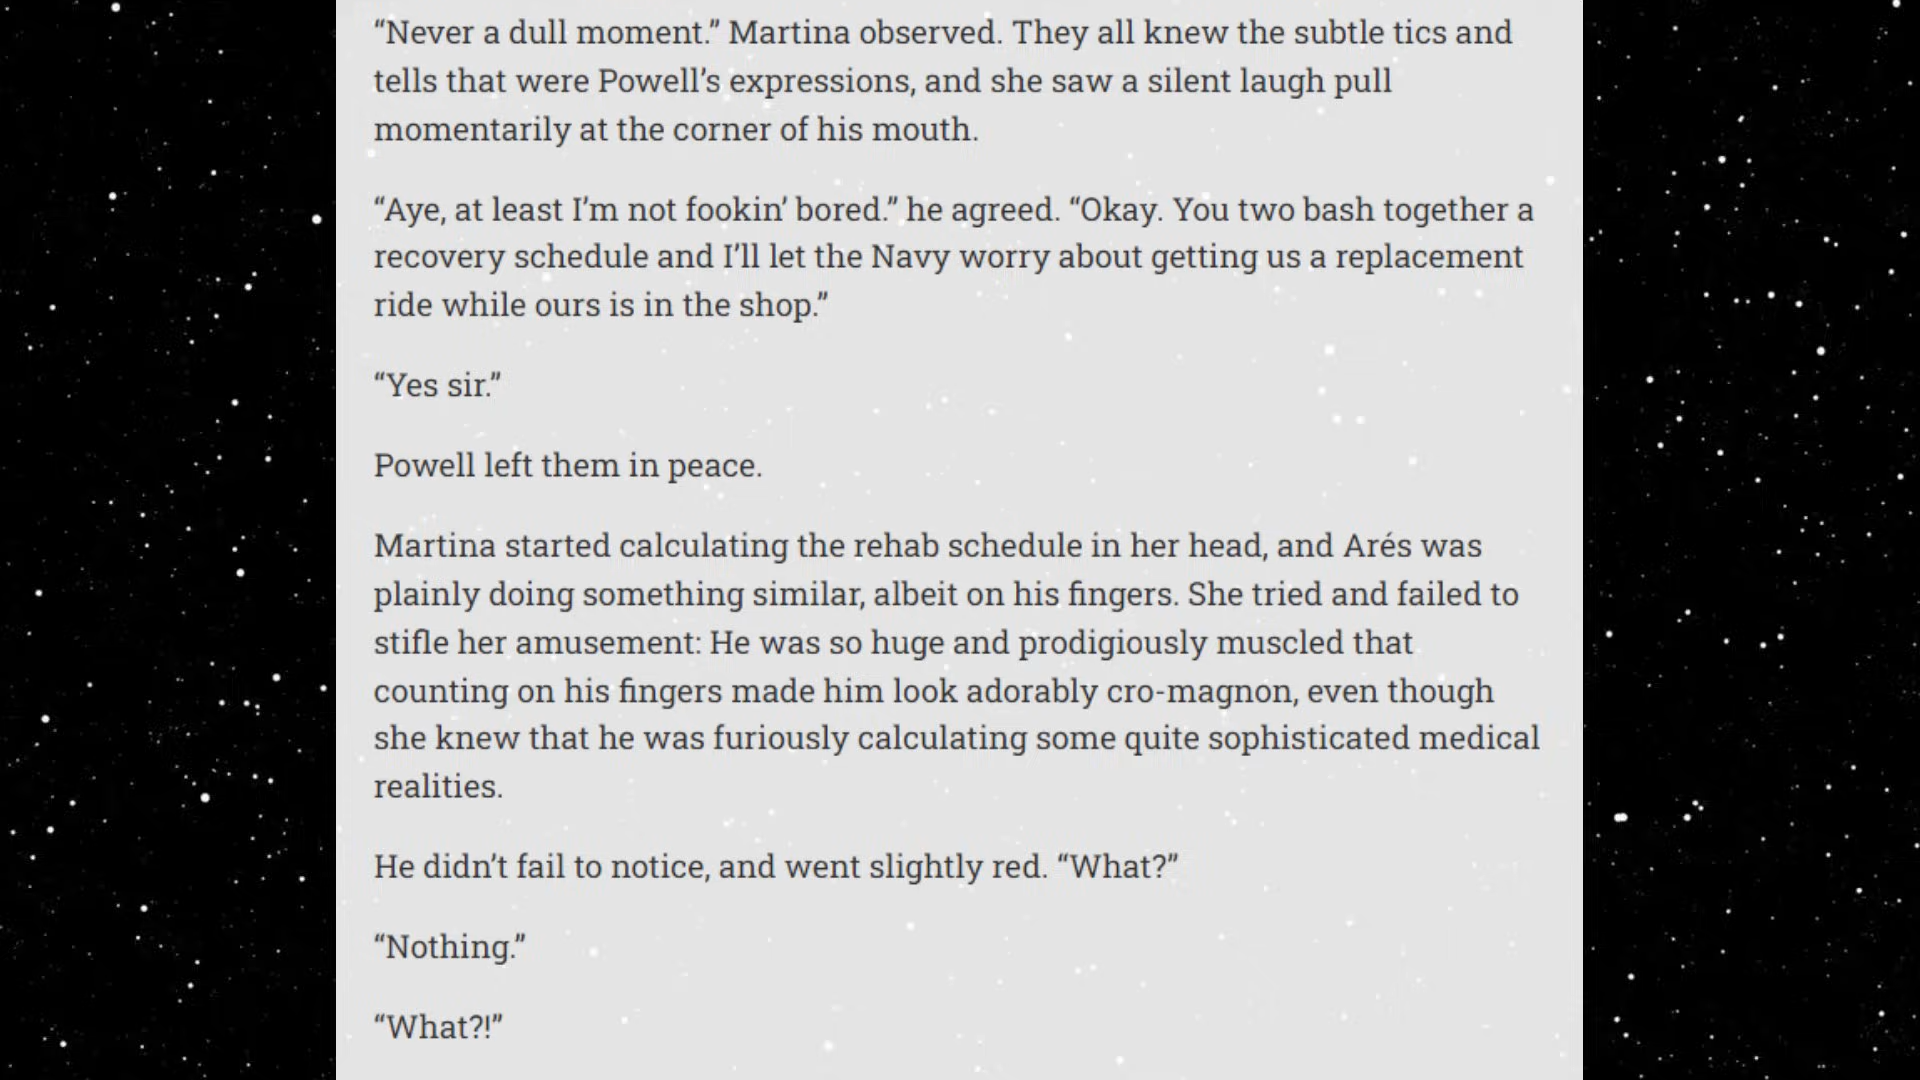 “Never a dull moment.” Martina observed. They all knew the subtle tics and
tells that were Powell’s expressions, and she saw a silent laugh pull
momentarily at the corner of his mouth.
“Aye, at least I’m not fookin’ bored.” he agreed. “Okay. You two bash together a
recovery schedule and I’ll let the Navy worry about getting us a replacement
ride while ours is in the shop.”
“Yes sir.”
Powell left them in peace.
Martina started calculating the rehab schedule in her head, and Arés was
plainly doing something similar, albeit on his fingers. She tried and failed to
stifle her amusement: He was so huge and prodigiously muscled that
counting on his fingers made him look adorably cro-magnon, even though
she knew that he was furiously calculating some quite sophisticated medical
realities.
He didn’t fail to notice, and went slightly red. “What?”
“Nothing.”
“What?!”